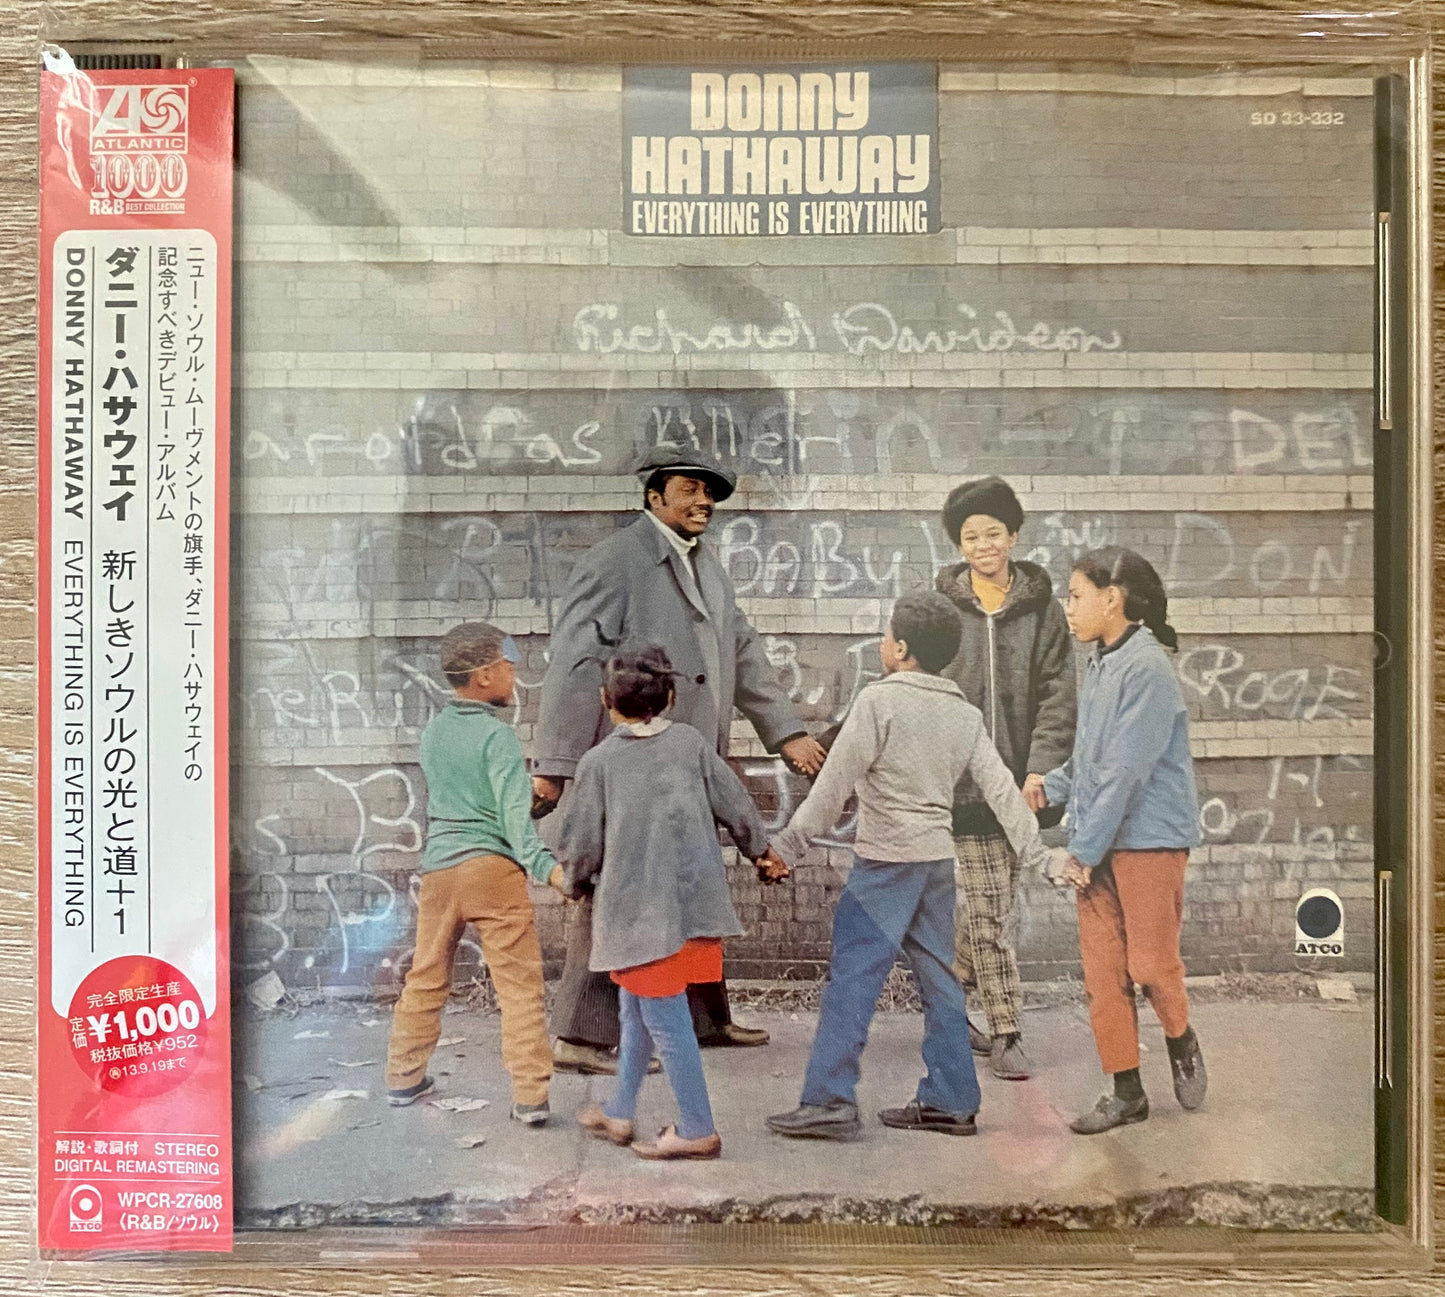 ATLANTIC
1000
R&B BEST COLLECTION
ニュー・ソウル・ムーヴメントの旗手、ダニー・ハサウェイの
記念すべきデビュー・アルバム
ダニー・ハサウェイ 新しきソウルの光と道+1
DONNY HATHAWAY EVERYTHING IS EVERYTHING
完全限定生産
定価 ¥1,000
税抜価格¥952
13.9.19まで
解説・歌詞付 STEREO
DIGITAL REMASTERING
ATCO
WPCR-27608
〈R&B/ソウル〉
DONNY
HATHAWAY
EVERYTHING IS EVERYTHING
SD 33-332
Richard Davidson
DEL
BABY
DON
ROGE
ATCO